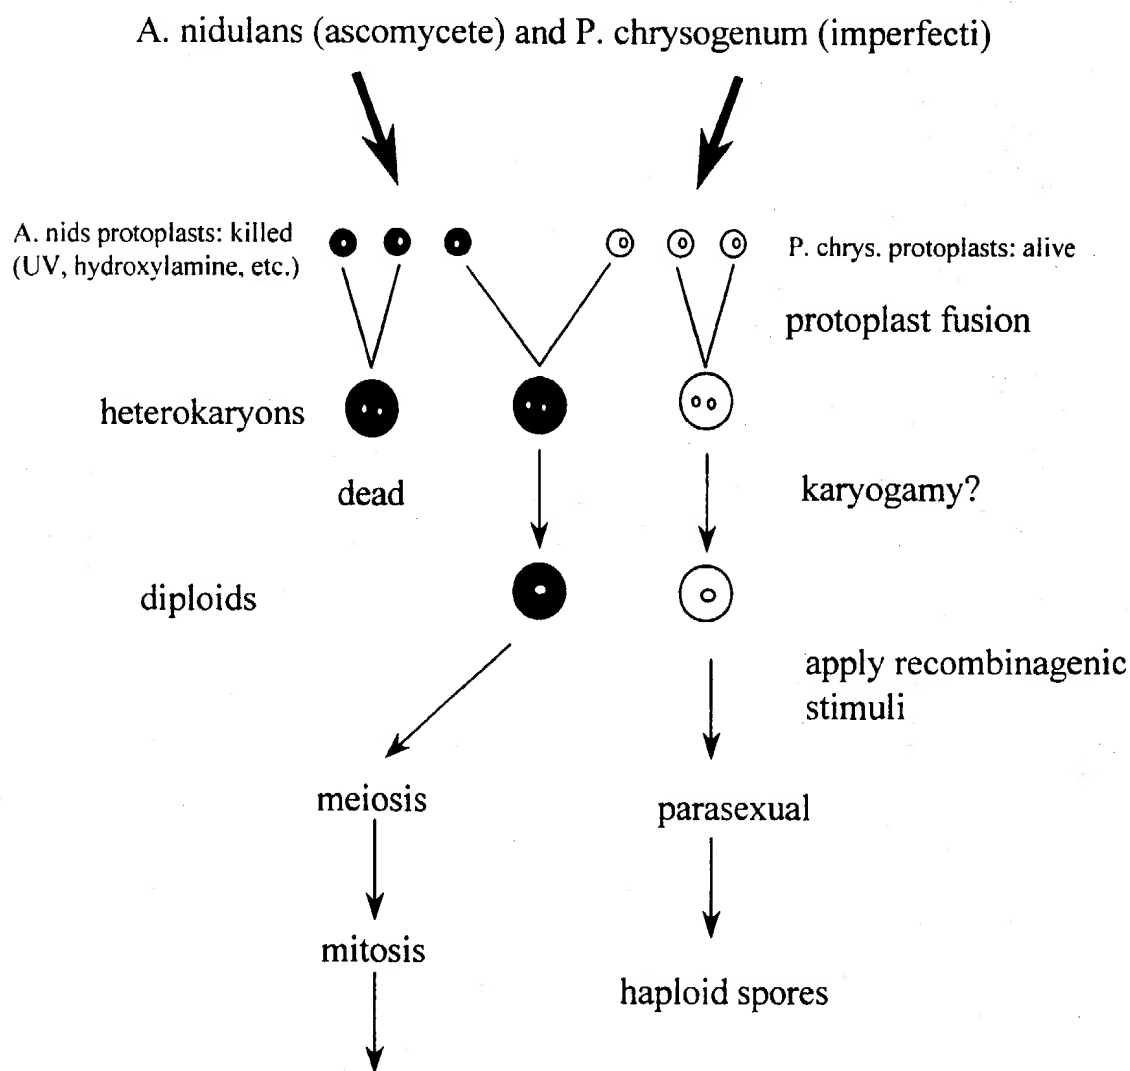 A. nidulans (ascomycete) and P. chrysogenum (imperfecti)
A. nids protoplasts: killed
(UV, hydroxylamine, etc.)
P. chrys. protoplasts: alive
protoplast fusion
heterokaryons
dead
karyogamy?
diploids
apply recombinagenic
stimuli
meiosis
parasexual
mitosis
haploid spores